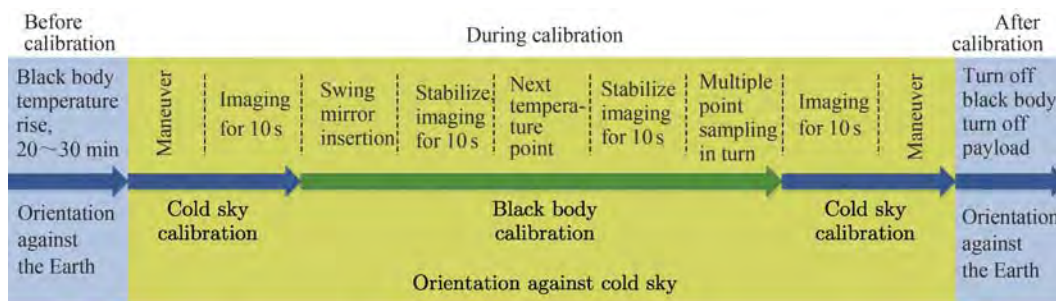 Before
calibration
During calibration
After
calibration
Black body
temperature
rise,
20～30 min
Maneuver
Imaging
for 10 s
Swing
mirror
insertion
Stabilize
imaging
for 10 s
Next
tempera-
ture
point
Stabilize
imaging
for 10 s
Multiple
point
sampling
in turn
Imaging
for 10 s
Maneuver
Turn off
black body
turn off
payload
Orientation
against
the Earth
Cold sky
calibration
Black body
calibration
Cold sky
calibration
Orientation
against
the Earth
Orientation against cold sky